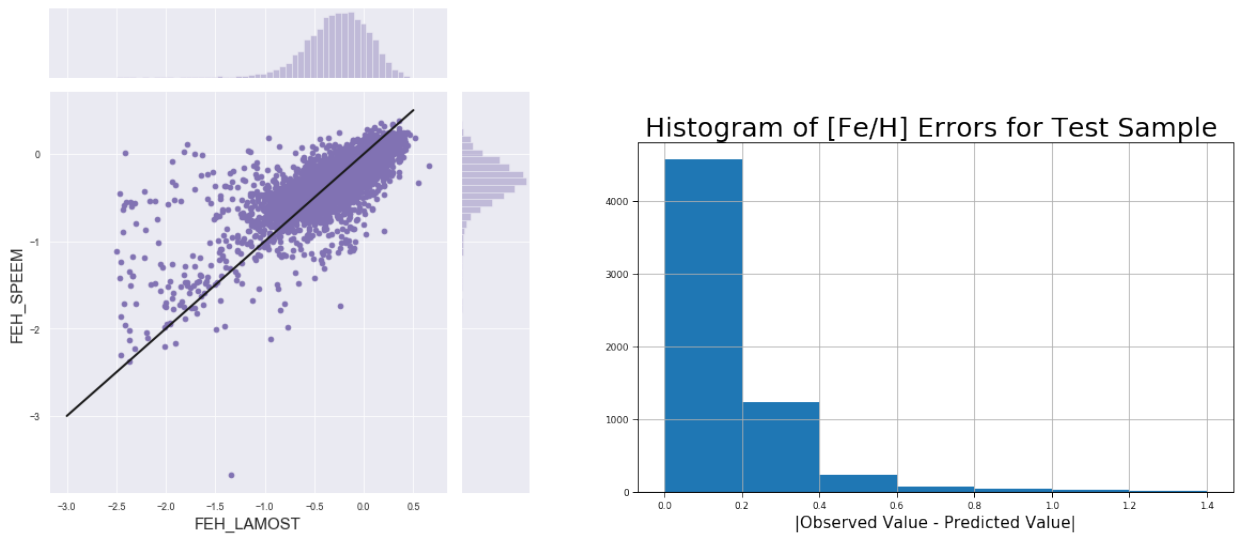 0
−1
−2
−3
FEH_SPEEM
−3.0 −2.5 −2.0 −1.5 −1.0 −0.5 0.0 0.5
FEH_LAMOST
Histogram of [Fe/H] Errors for Test Sample
4000
3000
2000
1000
0
0.0 0.2 0.4 0.6 0.8 1.0 1.2 1.4
|Observed Value - Predicted Value|